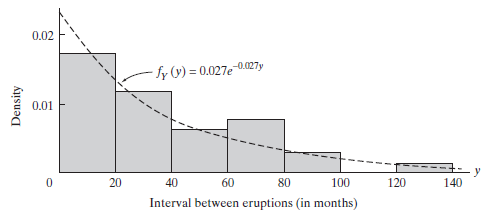 0.02
f_Y (y) = 0.027e^{-0.027y}
Density
0.01
0 20 40 60 80 100 120 140 y
Interval between eruptions (in months)